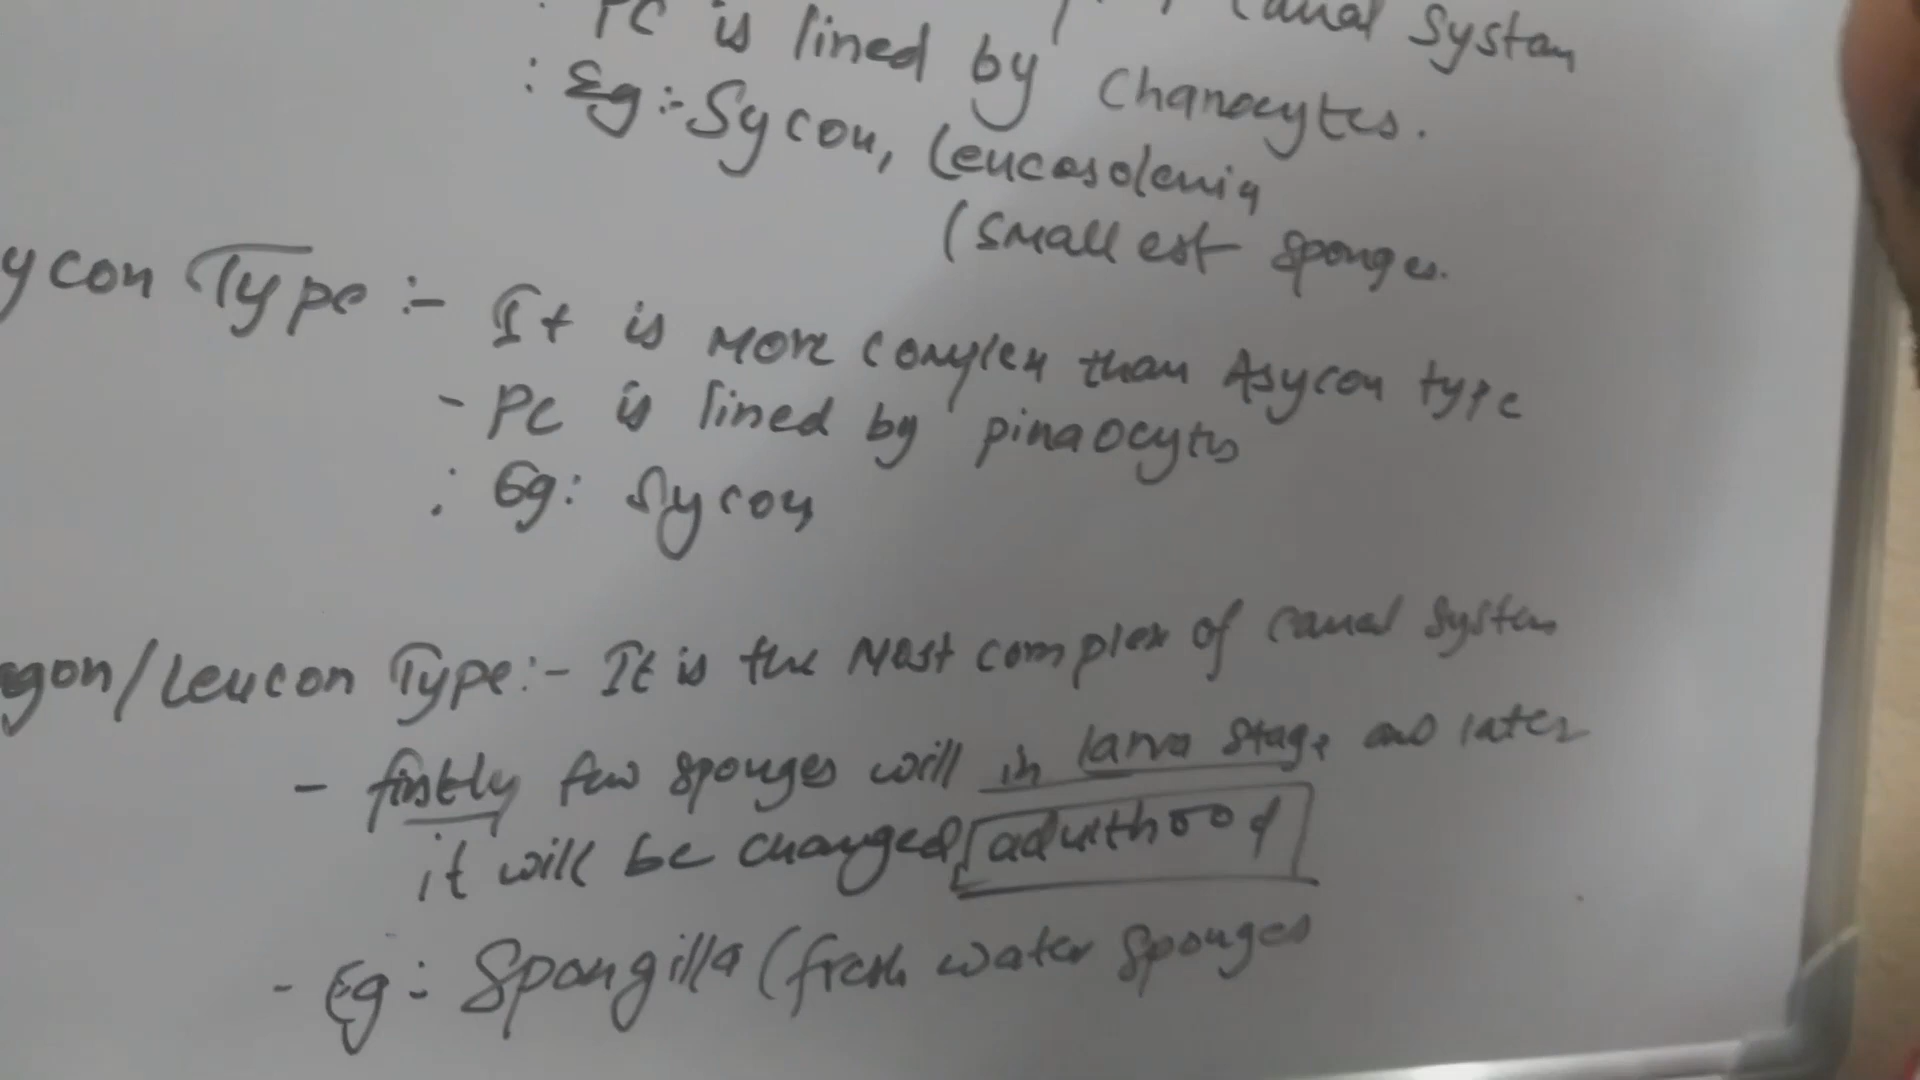 canal System
: PC is lined by Chanocytes.
: Eg:- Sycon, Leucosolenia
(Smallest Sponges.
ycon Type :- It is More complex than Asycon type
- PC is lined by pinaocytes
: Eg: Sycon
gon/Leucon Type:- It is the Most complex of canal System
- firstly few sponges will in larva stage and later
it will be changed adulthood
- Eg:- Spongilla (fresh water Sponges